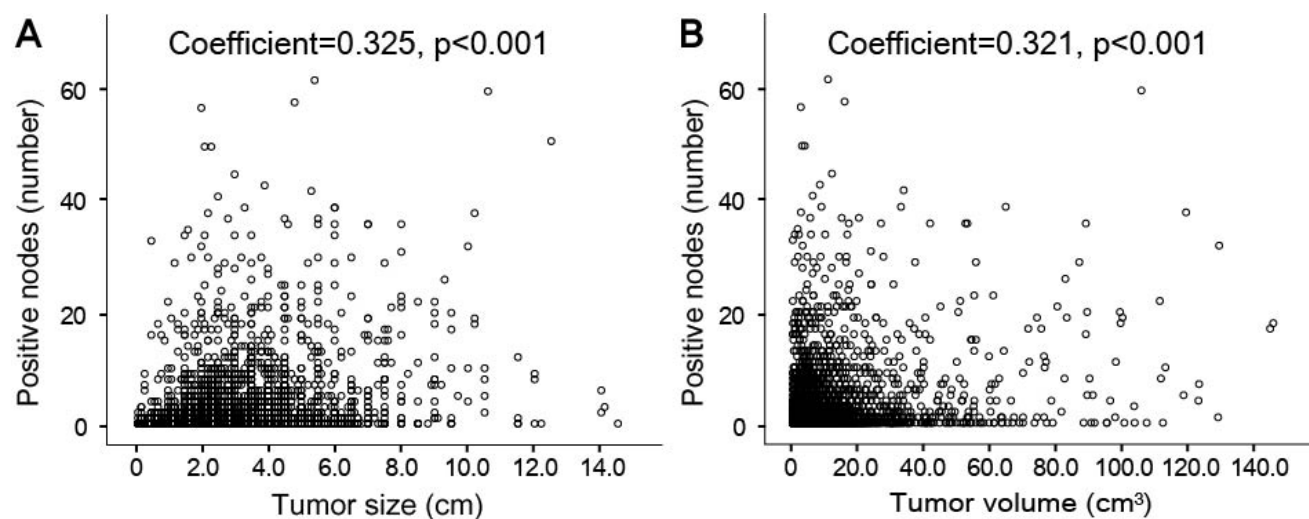 A
Coefficient=0.325, p<0.001
Positive nodes (number)
60
40
20
0
0 2.0 4.0 6.0 8.0 10.0 12.0 14.0
Tumor size (cm)
B
Coefficient=0.321, p<0.001
Positive nodes (number)
60
40
20
0
0 20.0 40.0 60.0 80.0 100.0 120.0 140.0
Tumor volume (cm³)